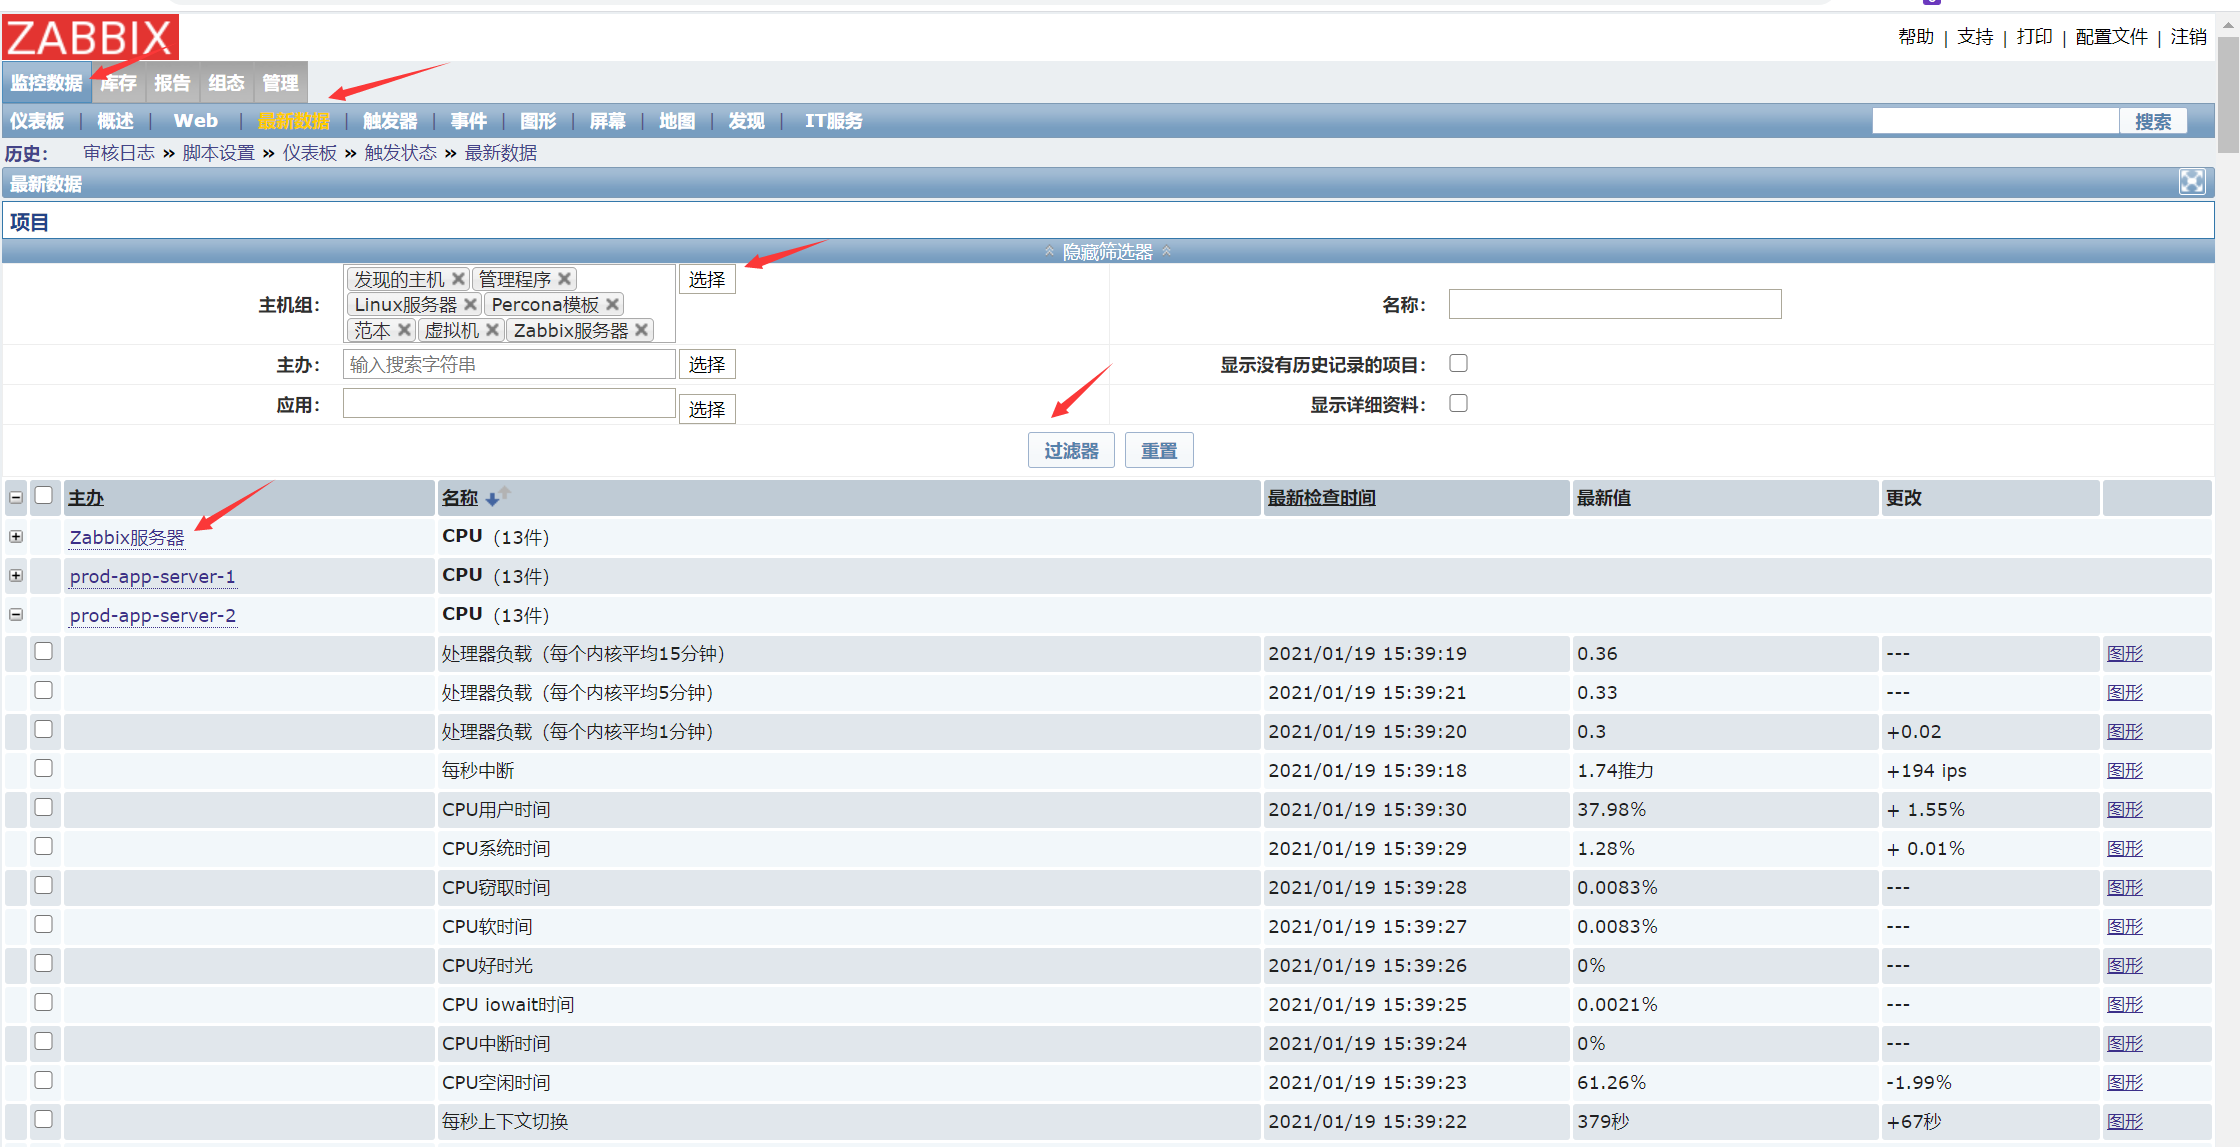 ZABBIX
帮助 | 支持 | 打印 | 配置文件 | 注销
监控数据 库存 报告 组态 管理
仪表板 | 概述 | Web | 最新数据 | 触发器 | 事件 | 图形 | 屏幕 | 地图 | 发现 | IT服务 搜索
历史： 审核日志 » 脚本设置 » 仪表板 » 触发状态 » 最新数据
最新数据
项目
隐藏筛选器
主机组： 发现的主机 管理程序 选择
Linux服务器 Percona模板
范本 虚拟机 Zabbix服务器
名称：
主办： 输入搜索字符串 选择 显示没有历史记录的项目：
应用： 选择 显示详细资料：
过滤器 重置
主办 名称 最新检查时间 最新值 更改
Zabbix服务器 CPU（13件）
prod-app-server-1 CPU（13件）
prod-app-server-2 CPU（13件）
处理器负载（每个内核平均15分钟） 2021/01/19 15:39:19 0.36 --- 图形
处理器负载（每个内核平均5分钟） 2021/01/19 15:39:21 0.33 --- 图形
处理器负载（每个内核平均1分钟） 2021/01/19 15:39:20 0.3 +0.02 图形
每秒中断 2021/01/19 15:39:18 1.74推力 +194 ips 图形
CPU用户时间 2021/01/19 15:39:30 37.98% + 1.55% 图形
CPU系统时间 2021/01/19 15:39:29 1.28% + 0.01% 图形
CPU窃取时间 2021/01/19 15:39:28 0.0083% --- 图形
CPU软时间 2021/01/19 15:39:27 0.0083% --- 图形
CPU好时光 2021/01/19 15:39:26 0% --- 图形
CPU iowait时间 2021/01/19 15:39:25 0.0021% --- 图形
CPU中断时间 2021/01/19 15:39:24 0% --- 图形
CPU空闲时间 2021/01/19 15:39:23 61.26% -1.99% 图形
每秒上下文切换 2021/01/19 15:39:22 379秒 +67秒 图形